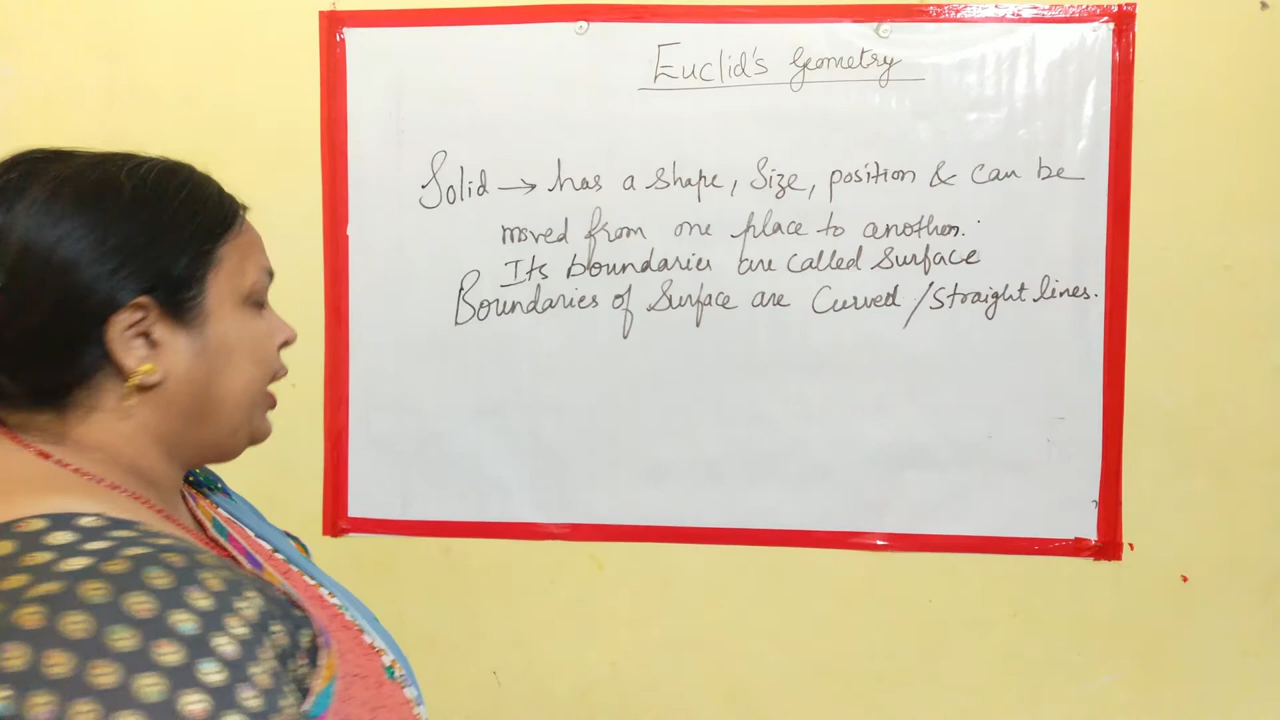 Euclid's Geometry
Solid → has a shape, Size, position & can be
moved from one place to another.
Its boundaries are called Surface
Boundaries of Surface are Curved / Straight lines.